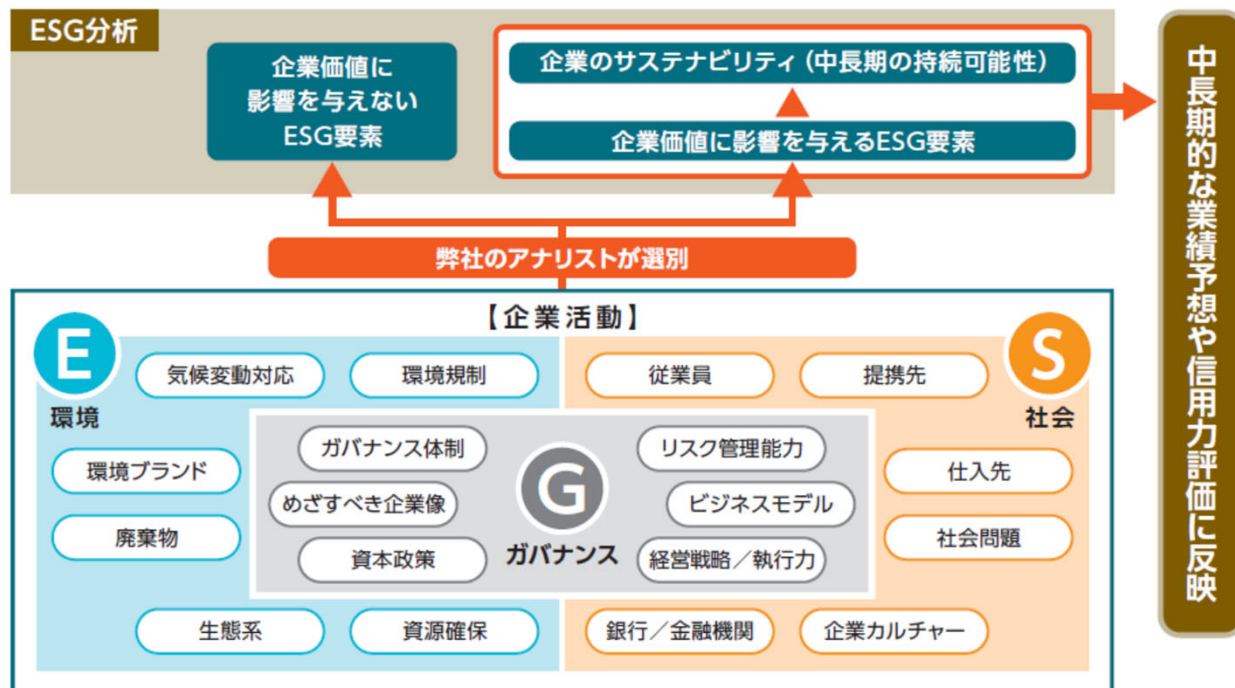 ESG分析
企業価値に
影響を与えない
ESG要素
企業のサステナビリティ（中長期の持続可能性）
企業価値に影響を与えるESG要素
中長期的な業績予想や信用力評価に反映
弊社のアナリストが選別
【企業活動】
E
環境
気候変動対応
環境規制
環境ブランド
廃棄物
生態系
資源確保
G
ガバナンス
ガバナンス体制
めざすべき企業像
資本政策
リスク管理能力
ビジネスモデル
経営戦略／執行力
S
社会
従業員
提携先
仕入先
社会問題
銀行／金融機関
企業カルチャー